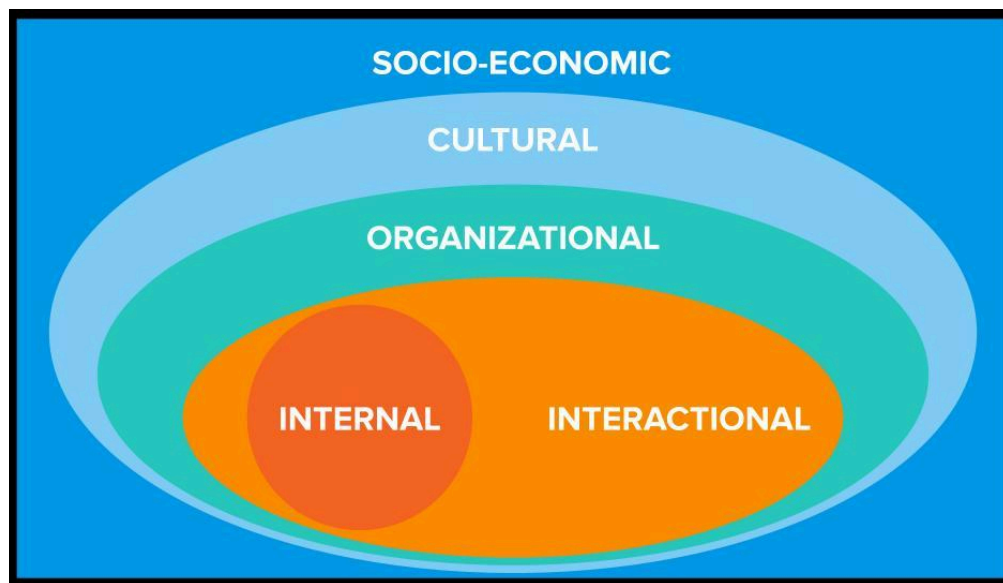 SOCIO-ECONOMIC
CULTURAL
ORGANIZATIONAL
INTERNAL
INTERACTIONAL